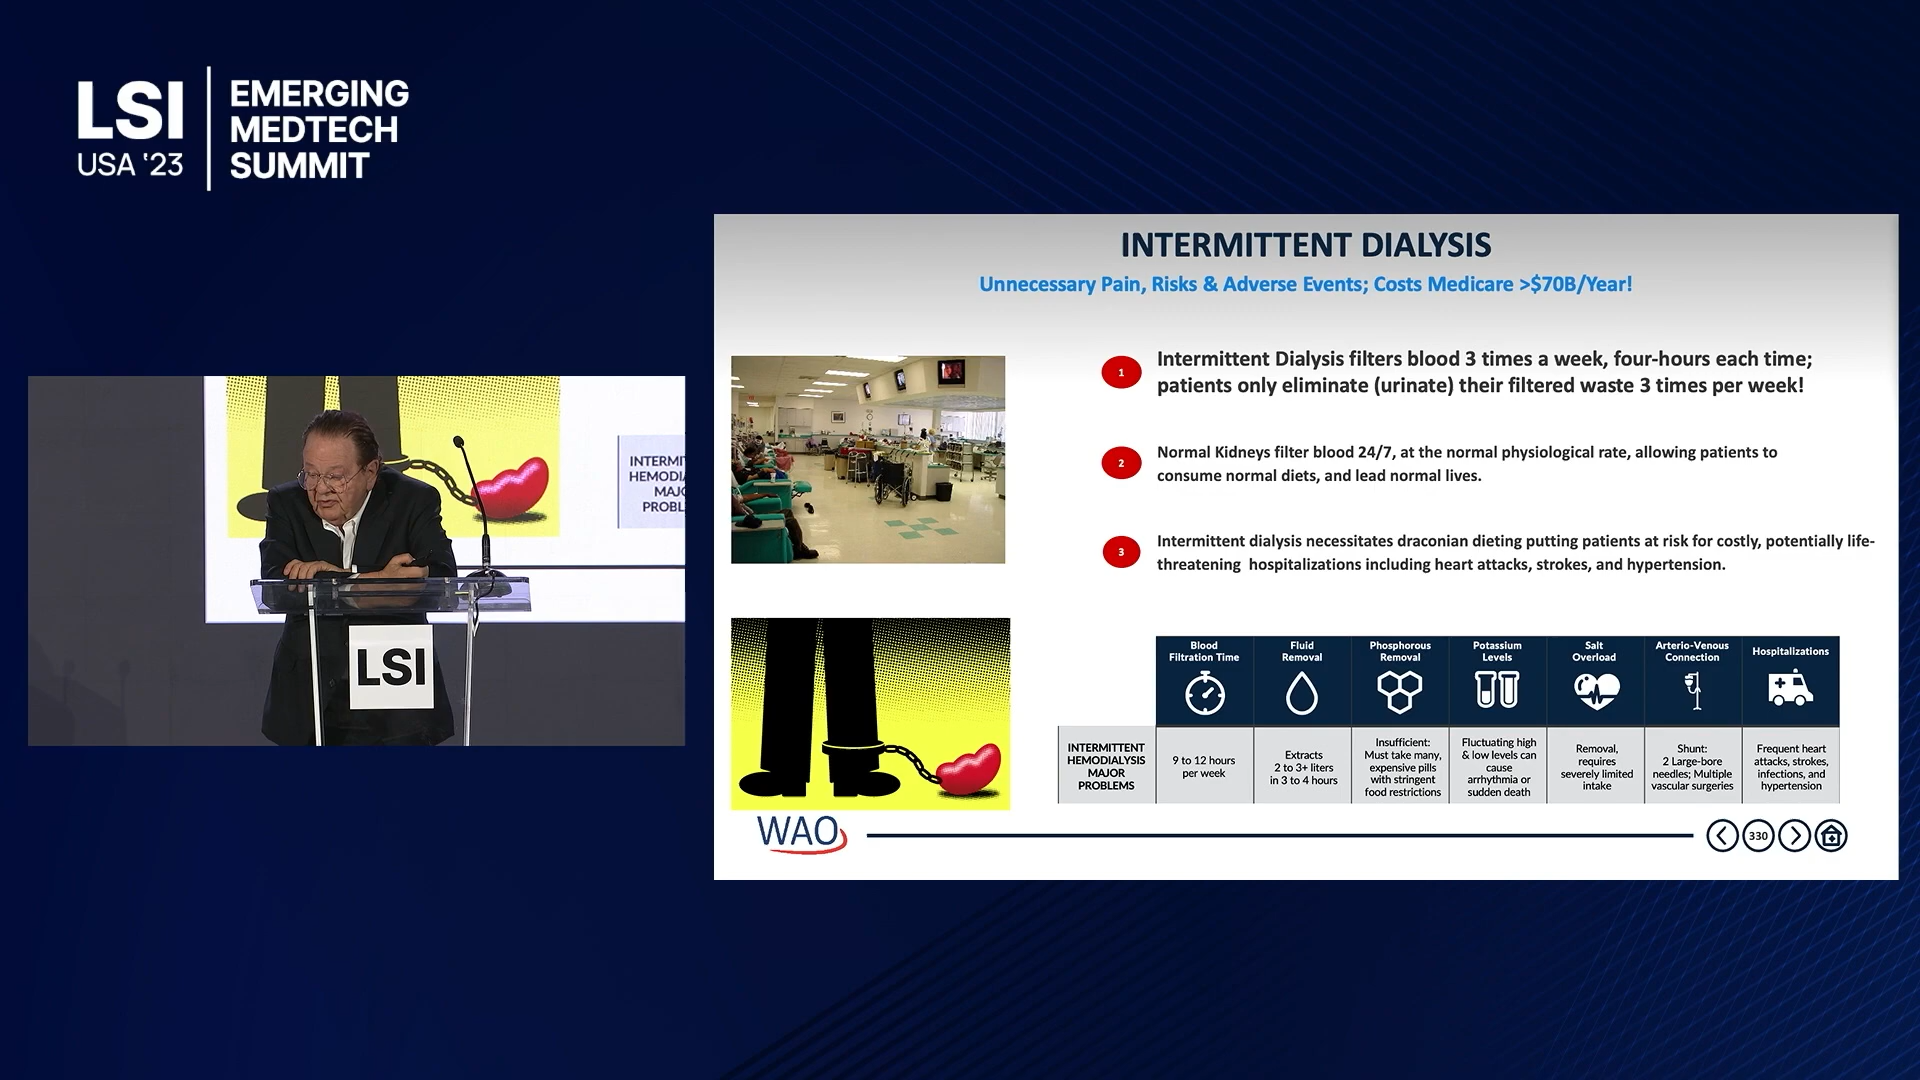 LSI
USA '23
EMERGING
MEDTECH
SUMMIT
INTERMIT
HEMODIA
MAJO
PROBL
LSI
INTERMITTENT DIALYSIS
Unnecessary Pain, Risks & Adverse Events; Costs Medicare >$70B/Year!
1
Intermittent Dialysis filters blood 3 times a week, four-hours each time;
patients only eliminate (urinate) their filtered waste 3 times per week!
2
Normal Kidneys filter blood 24/7, at the normal physiological rate, allowing patients to
consume normal diets, and lead normal lives.
3
Intermittent dialysis necessitates draconian dieting putting patients at risk for costly, potentially life-
threatening hospitalizations including heart attacks, strokes, and hypertension.
Blood
Filtration Time
Fluid
Removal
Phosphorous
Removal
Potassium
Levels
Salt
Overload
Arterio-Venous
Connection
Hospitalizations
INTERMITTENT
HEMODIALYSIS
MAJOR
PROBLEMS
9 to 12 hours
per week
Extracts
2 to 3+ liters
in 3 to 4 hours
Insufficient:
Must take many,
expensive pills
with stringent
food restrictions
Fluctuating high
& low levels can
cause
arrhythmia or
sudden death
Removal,
requires
severely limited
intake
Shunt:
2 Large-bore
needles; Multiple
vascular surgeries
Frequent heart
attacks, strokes,
infections, and
hypertension
WAO
330